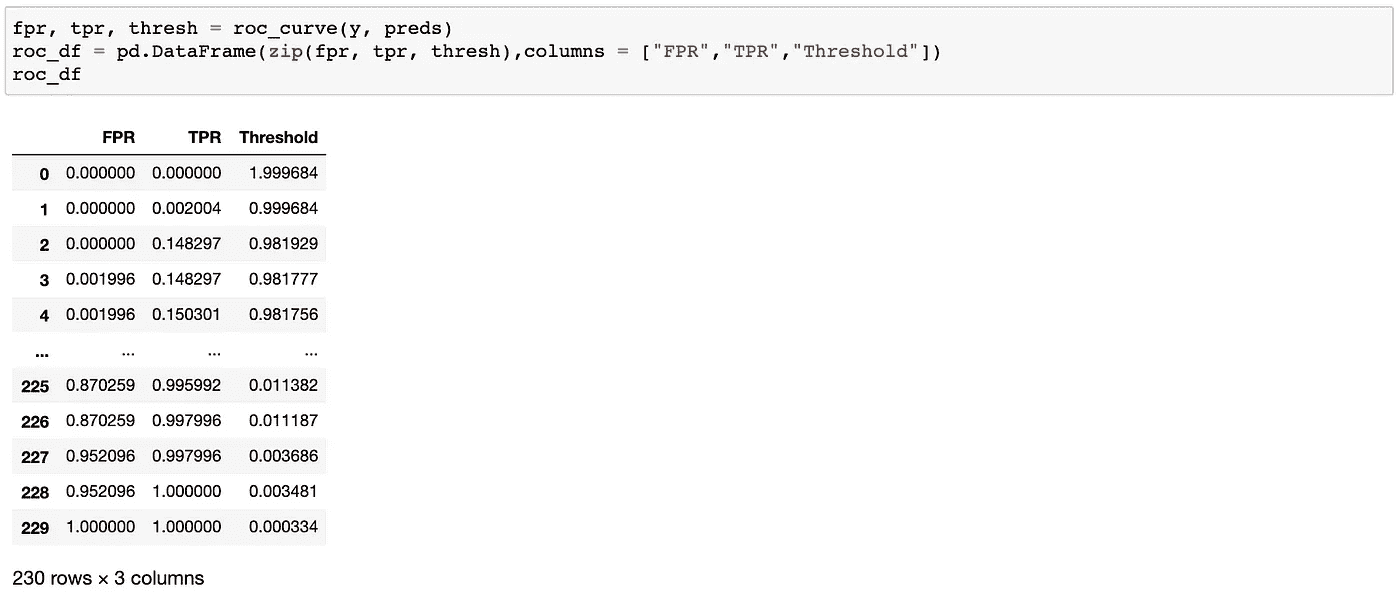 fpr, tpr, thresh = roc_curve(y, preds)
roc_df = pd.DataFrame(zip(fpr, tpr, thresh),columns = ["FPR","TPR","Threshold"])
roc_df
FPR TPR Threshold
0 0.000000 0.000000 1.999684
1 0.000000 0.002004 0.999684
2 0.000000 0.148297 0.981929
3 0.001996 0.148297 0.981777
4 0.001996 0.150301 0.981756
... ... ... ...
225 0.870259 0.995992 0.011382
226 0.870259 0.997996 0.011187
227 0.952096 0.997996 0.003686
228 0.952096 1.000000 0.003481
229 1.000000 1.000000 0.000334
230 rows × 3 columns